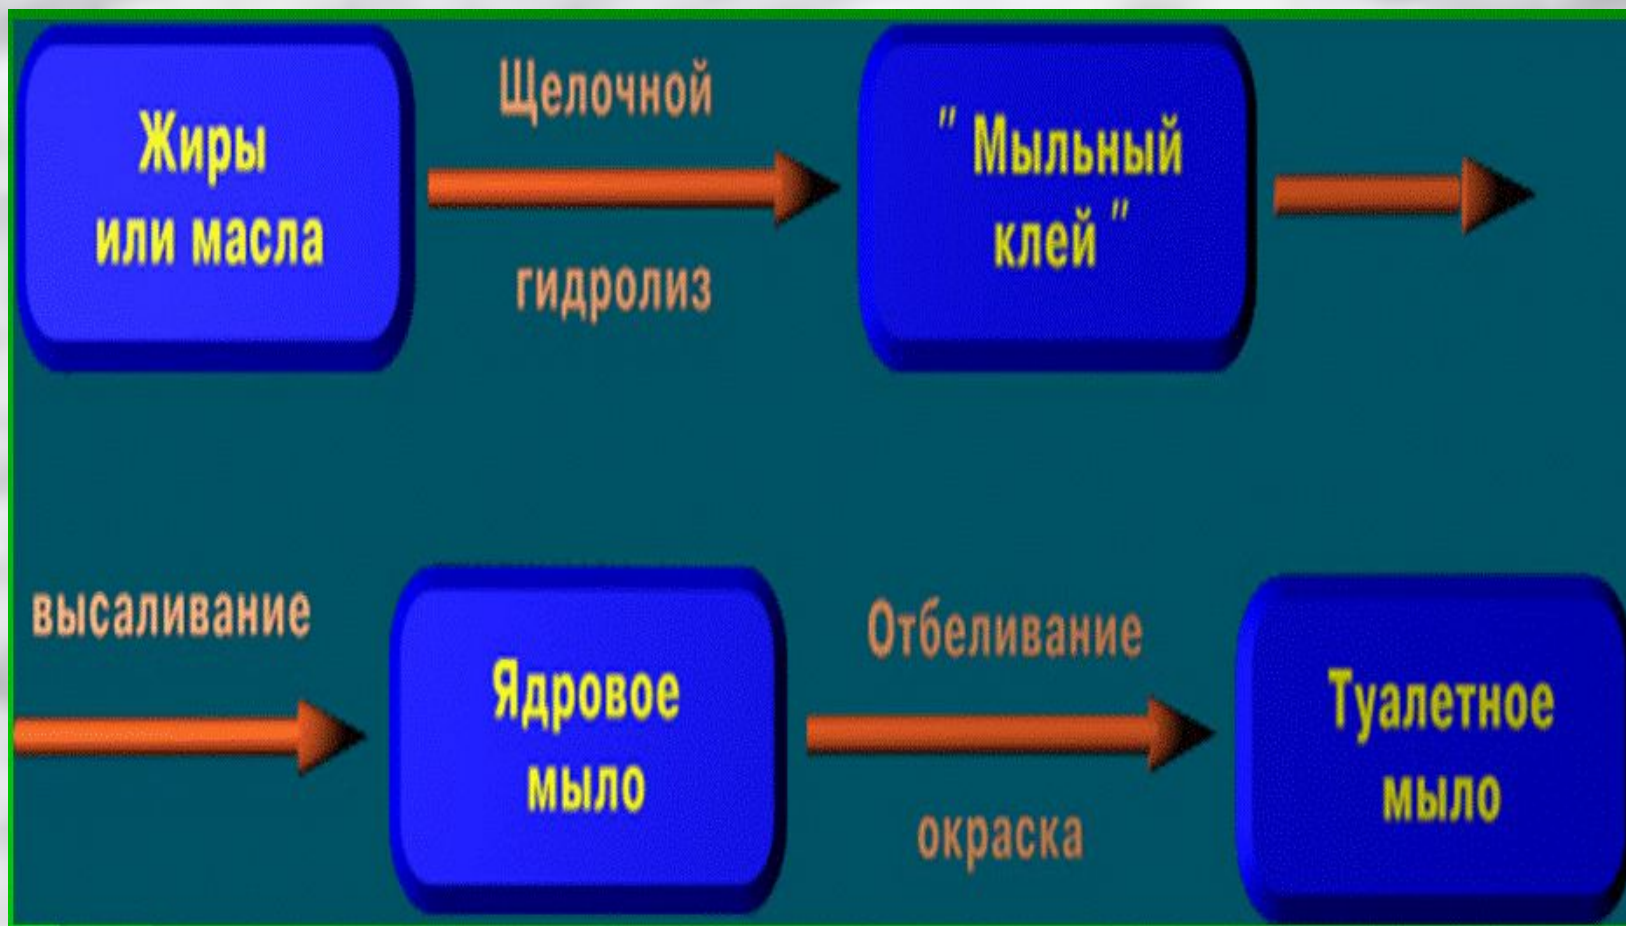 Жиры
или масла
Щелочной
гидролиз
" Мыльный
клей "
высаливание
Ядровое
мыло
Отбеливание
окраска
Туалетное
мыло